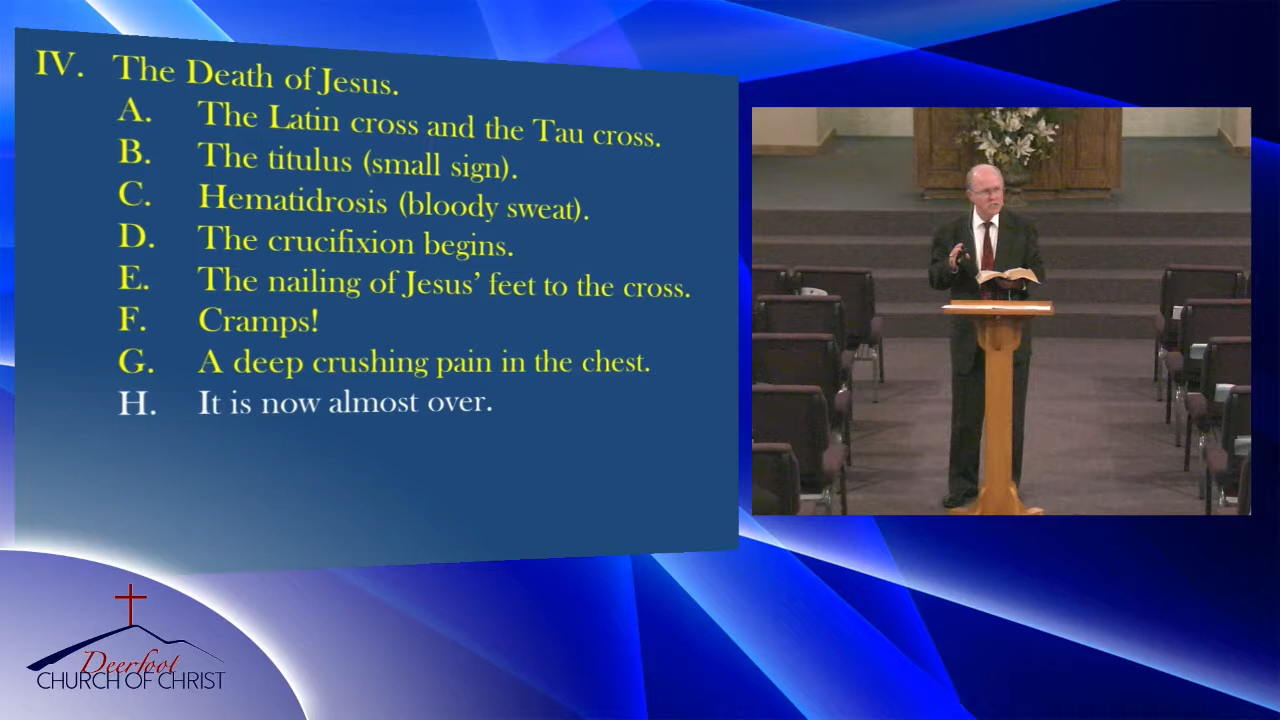 IV. The Death of Jesus.
A. The Latin cross and the Tau cross.
B. The titulus (small sign).
C. Hematidrosis (bloody sweat).
D. The crucifixion begins.
E. The nailing of Jesus’ feet to the cross.
F. Cramps!
G. A deep crushing pain in the chest.
H. It is now almost over.
Deerfoot
CHURCH OF CHRIST